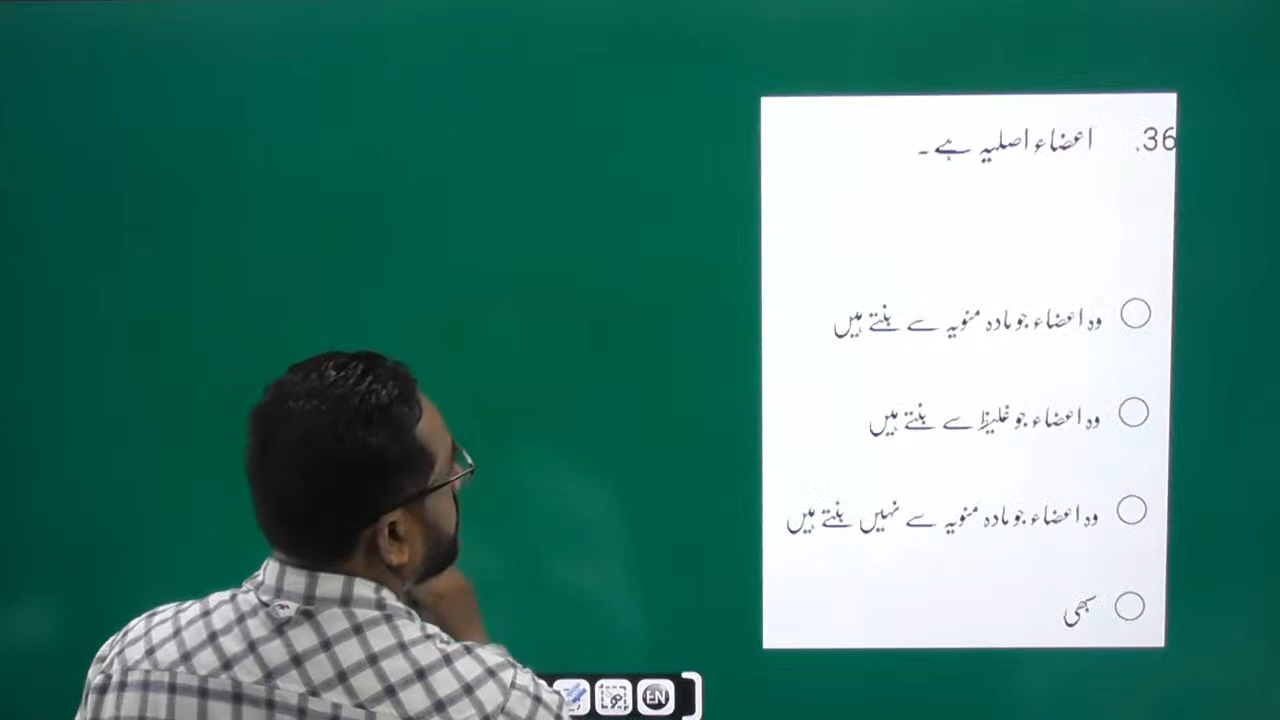 36. اعضاء اصلیہ ہے۔
وہ اعضاء جو مادہ منویہ سے بنتے ہیں
وہ اعضاء جو غلیظ سے بنتے ہیں
وہ اعضاء جو مادہ منویہ سے نہیں بنتے ہیں
سبھی
EN